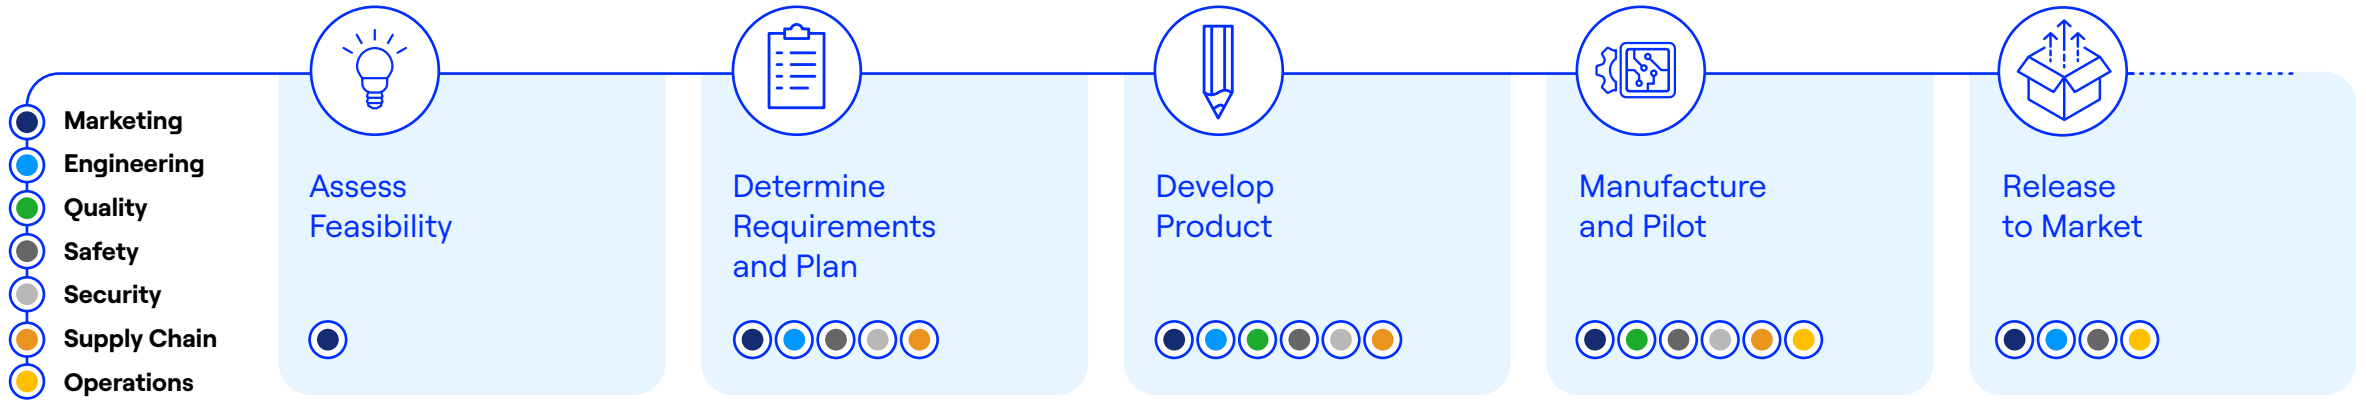 Marketing
Engineering
Quality
Safety
Security
Supply Chain
Operations
Assess
Feasibility
Determine
Requirements
and Plan
Develop
Product
Manufacture
and Pilot
Release
to Market